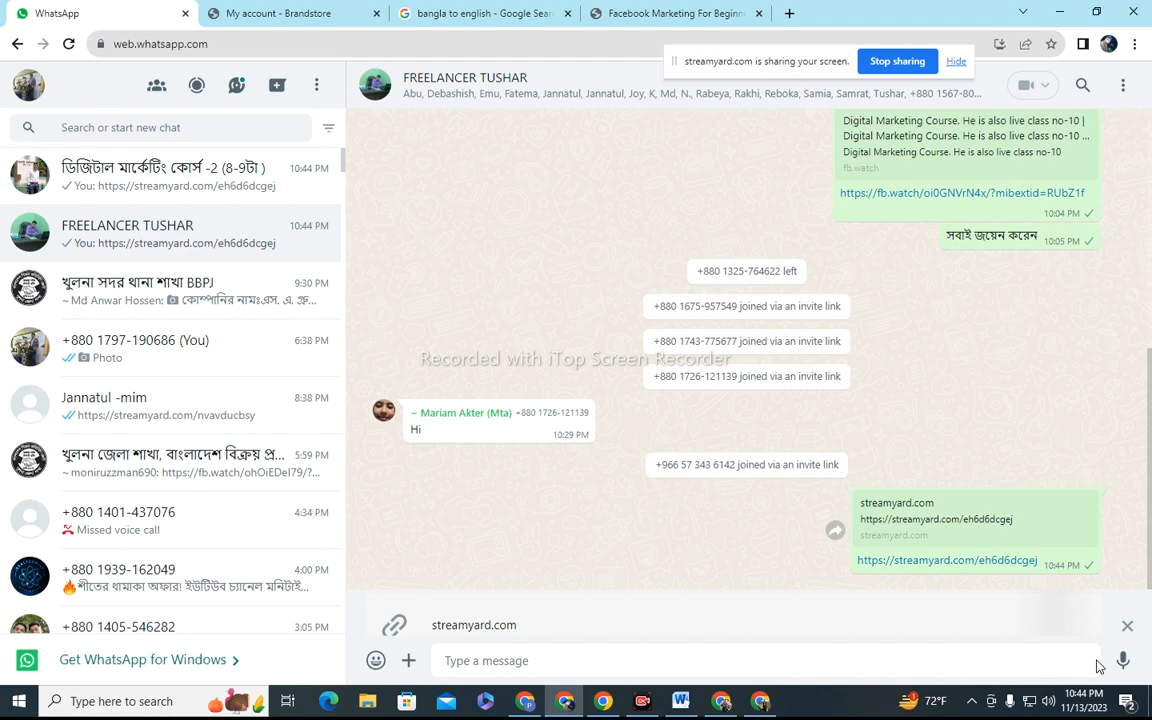 WhatsApp
My account - Brandstore
bangla to english - Google Sear
Facebook Marketing For Beginn
web.whatsapp.com
streamyard.com is sharing your screen.
Stop sharing
Hide
FREELANCER TUSHAR
Abu, Debashish, Emu, Fatema, Jannatul, Jannatul, Joy, K, Md, N., Rabeya, Rakhi, Reboka, Samia, Samrat, Tushar, +880 1567-80...
Search or start new chat
ডিজিটাল মার্কেটিং কোর্স -2 (8-9টা )
10:44 PM
You: https://streamyard.com/eh6d6dcgej
FREELANCER TUSHAR
10:44 PM
You: https://streamyard.com/eh6d6dcgej
খুলনা সদর থানা শাখা BBPJ
9:30 PM
~ Md Anwar Hossen: কোম্পানির নামঃএস. এ. গ্রু...
+880 1797-190686 (You)
6:38 PM
Photo
Jannatul -mim
8:38 PM
https://streamyard.com/nvavducbsy
খুলনা জেলা শাখা, বাংলাদেশ বিক্রয় প্র...
5:59 PM
~ moniruzzman690: https://fb.watch/ohOiEDeI79/?...
+880 1401-437076
4:34 PM
Missed voice call
+880 1939-162049
4:00 PM
🔥শীতের ধামাকা অফার! ইউটিউব চ্যানেল মনিটাই...
+880 1405-546282
3:05 PM
Get WhatsApp for Windows
Digital Marketing Course. He is also live class no-10 |
Digital Marketing Course. He is also live class no-10 ...
Digital Marketing Course. He is also live class no-10
fb.watch
https://fb.watch/oi0GNVrN4x/?mibextid=RUbZ1f
10:04 PM
সবাই জয়েন করেন
10:05 PM
+880 1325-764622 left
+880 1675-957549 joined via an invite link
+880 1743-775677 joined via an invite link
Recorded with iTop Screen Recorder
+880 1726-121139 joined via an invite link
~ Mariam Akter (Mta) +880 1726-121139
Hi
10:29 PM
+966 57 343 6142 joined via an invite link
streamyard.com
https://streamyard.com/eh6d6dcgej
streamyard.com
https://streamyard.com/eh6d6dcgej
10:44 PM
streamyard.com
Type a message
Type here to search
72°F
10:44 PM
11/13/2023
2